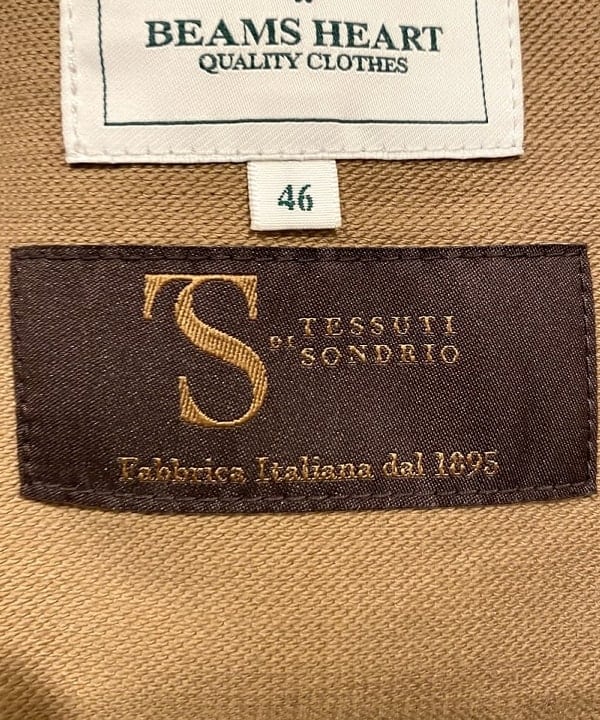 BEAMS HEART
QUALITY CLOTHES
46
TS
DI TESSUTI
SONDRIO
Fabbrica Italiana dal 1895